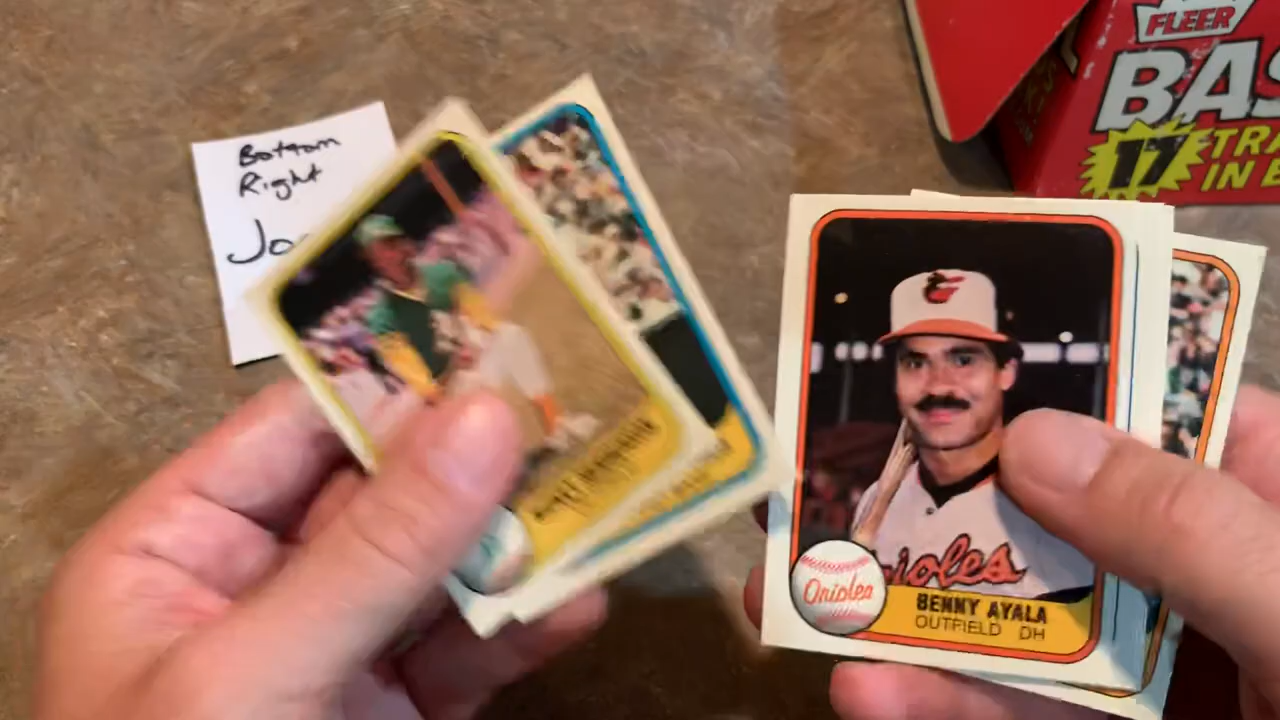 Bottom
Right
Jo
FLEER
BAS
17 TRA
IN E
Orioles
Orioles
BENNY AYALA
OUTFIELD DH